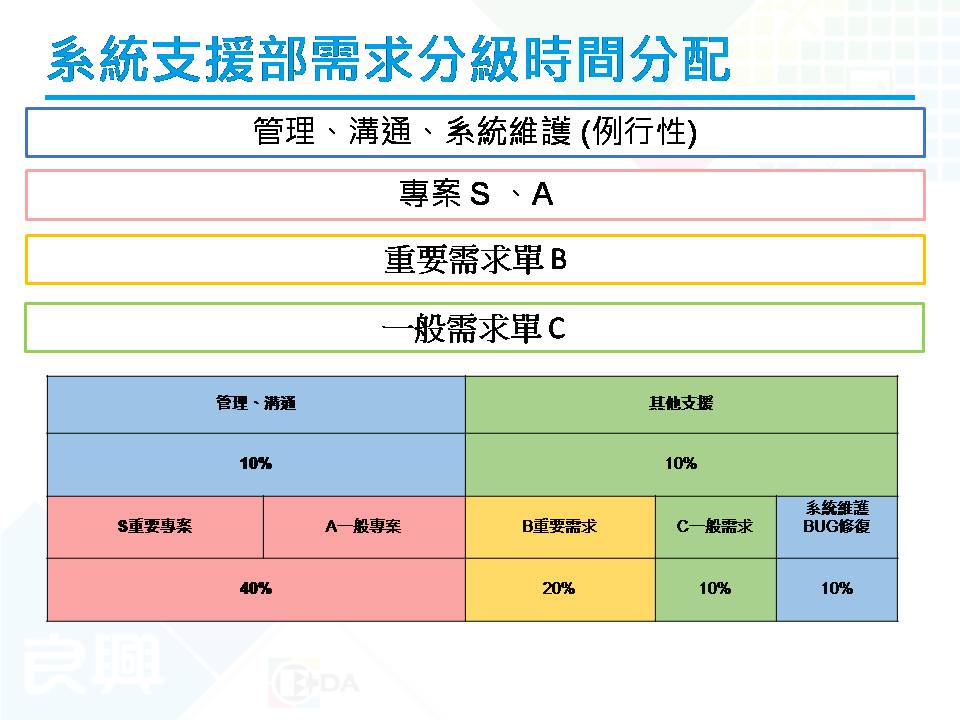 系統支援部需求分級時間分配
管理、溝通、系統維護 (例行性)
專案 S 、A
重要需求單 B
一般需求單 C
管理、溝通
其他支援
10%
10%
S重要專案
A一般專案
B重要需求
C一般需求
系統維護
BUG修復
40%
20%
10%
10%
良興
DA